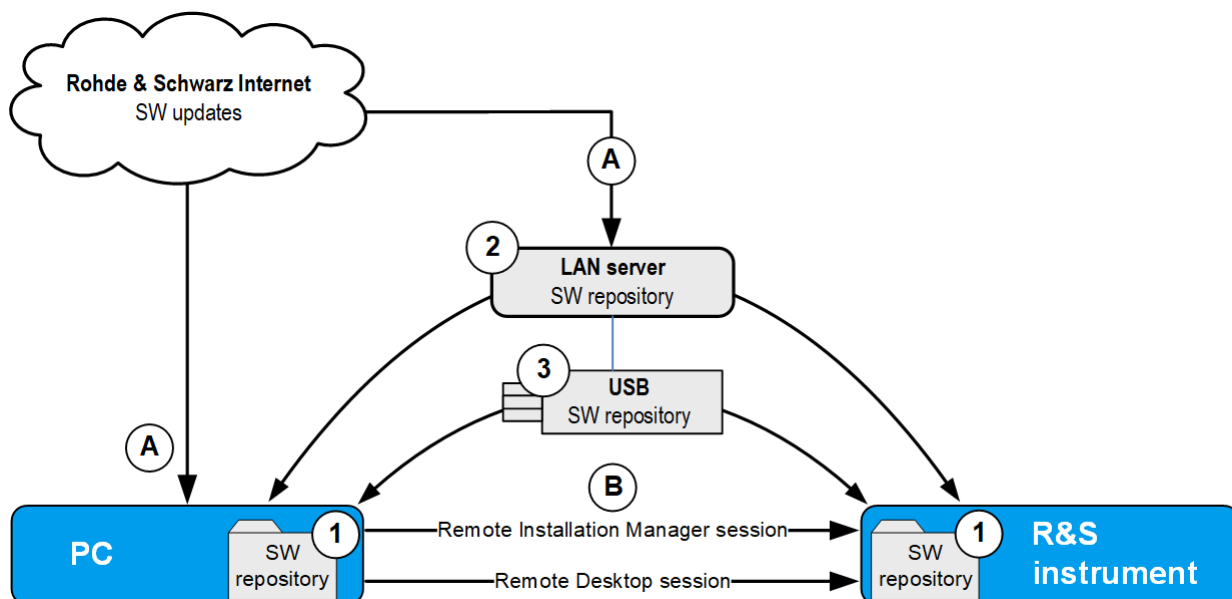 Rohde & Schwarz Internet
SW updates
A
2
LAN server
SW repository
3
USB
SW repository
A
B
PC
1
SW
repository
Remote Installation Manager session
Remote Desktop session
1
SW
repository
R&S
instrument